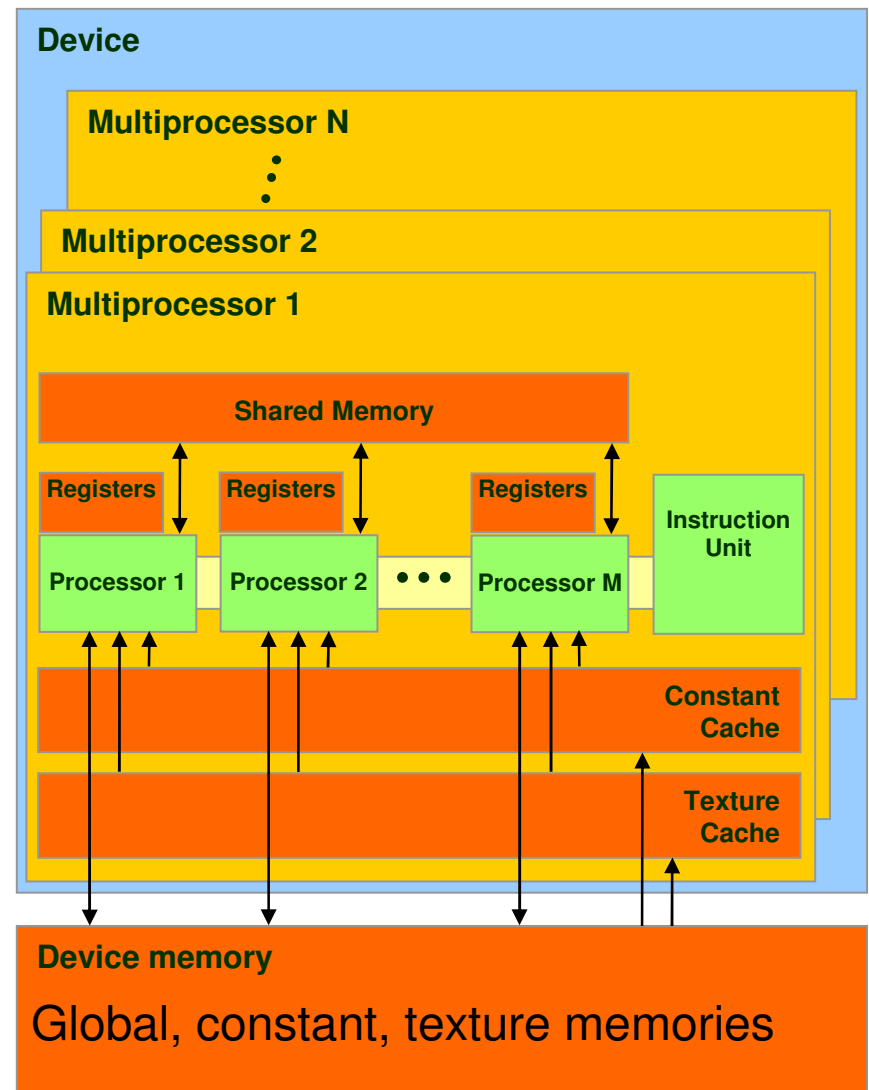 Device
Multiprocessor N
Multiprocessor 2
Multiprocessor 1
Shared Memory
Registers
Registers
Registers
Instruction
Unit
Processor 1
Processor 2
Processor M
Constant
Cache
Texture
Cache
Device memory
Global, constant, texture memories